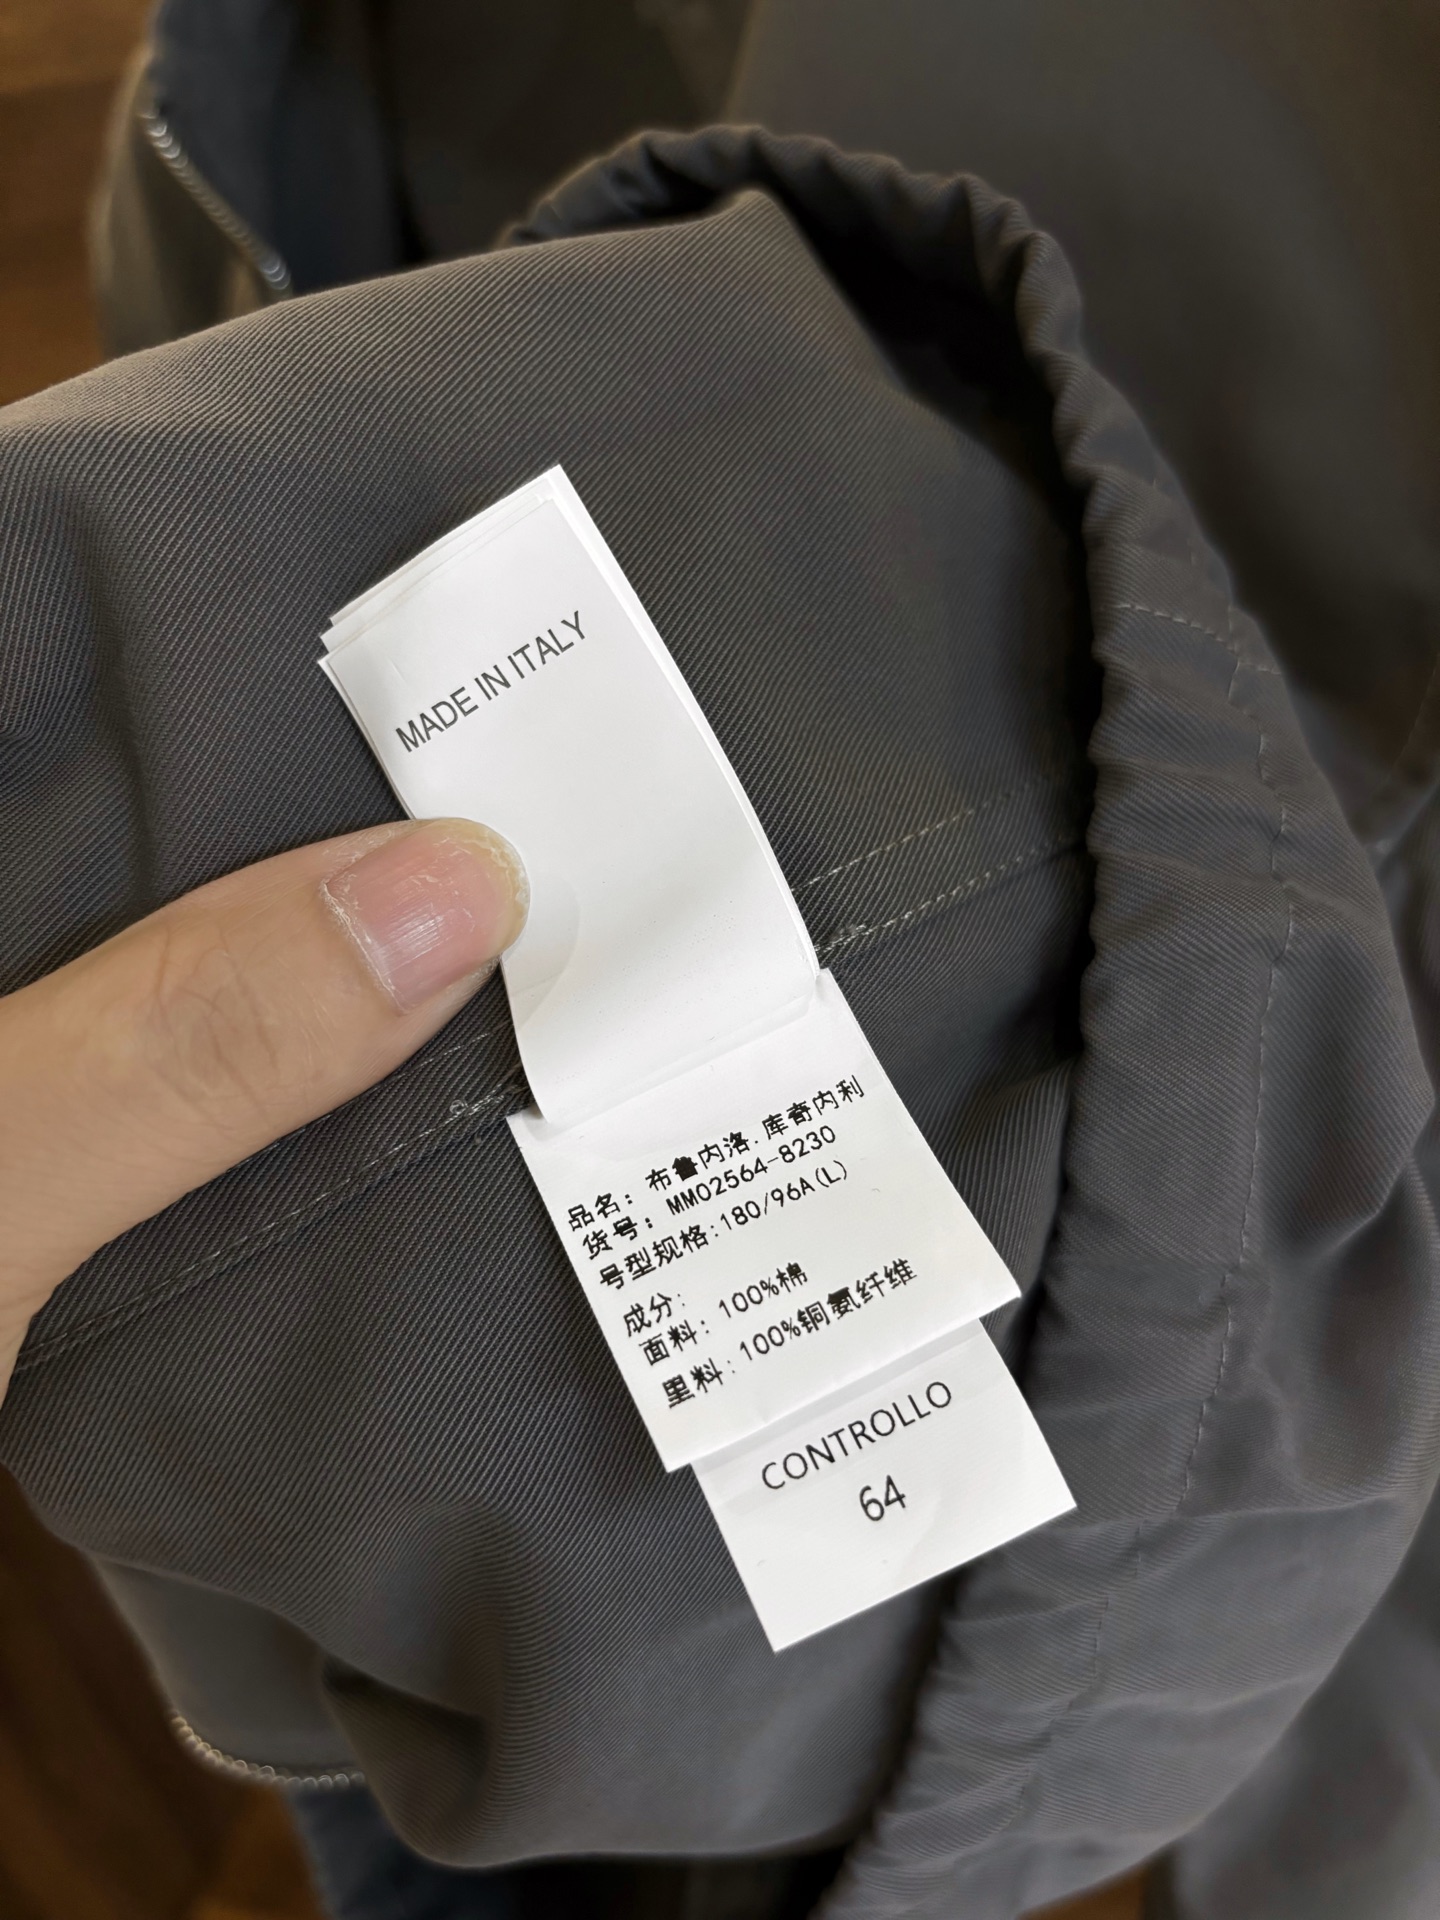 MADE IN ITALY
品名：布鲁内洛.库奇内利
货号：MM02564-8230
号型规格:180/96A(L)
成分:
面料：100%棉
里料:100%铜氨纤维
CONTROLLO
64